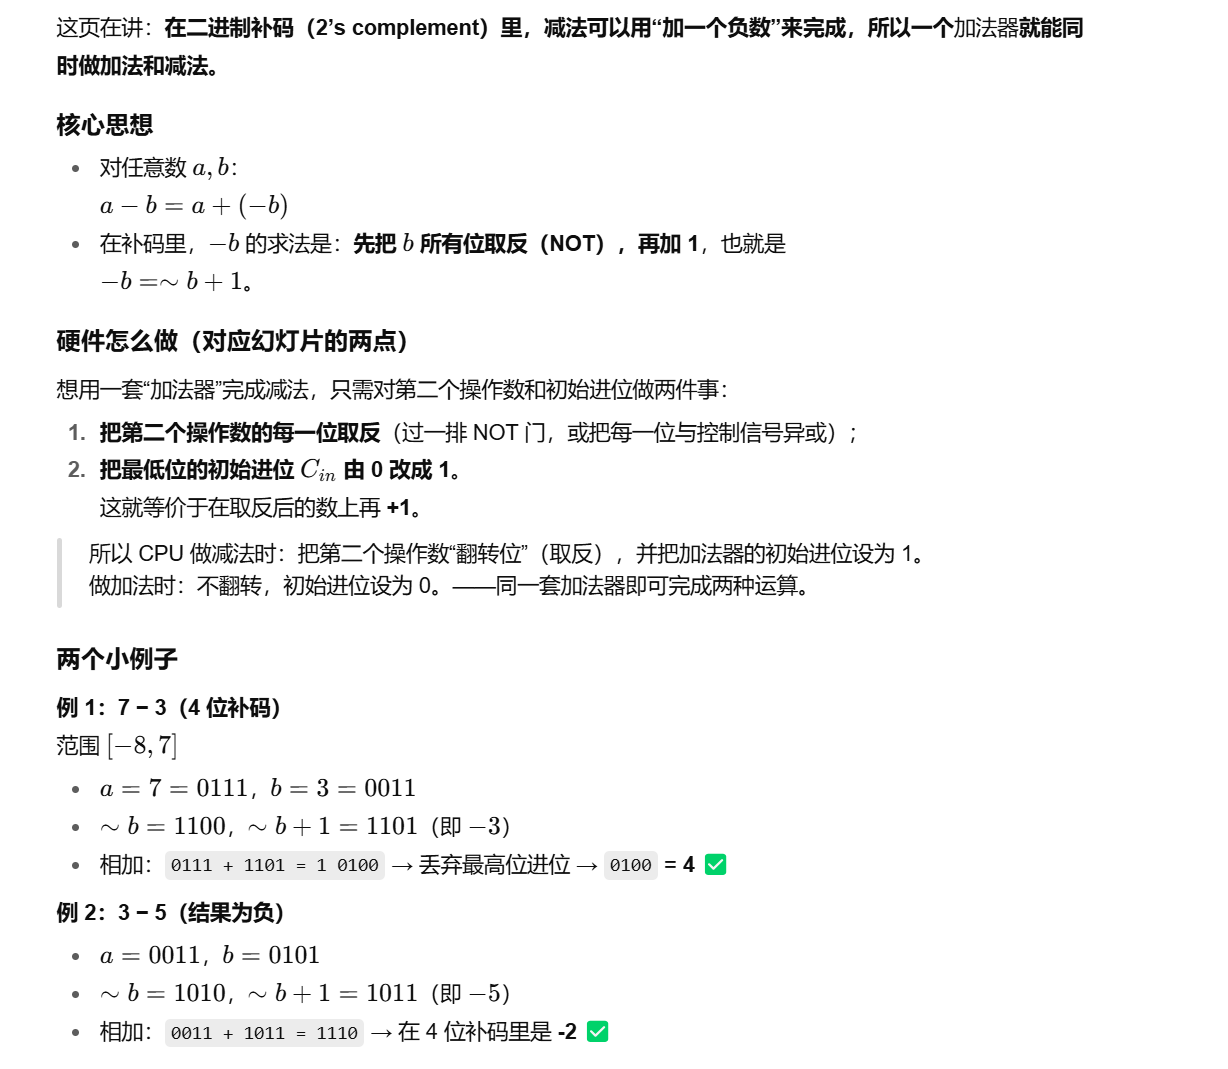 这页在讲：在二进制补码（2’s complement）里，减法可以用“加一个负数”来完成，所以一个加法器就能同
时做加法和减法。
核心思想
• 对任意数 a, b：
a − b = a + (−b)
• 在补码里，−b 的求法是：先把 b 所有位取反（NOT），再加 1，也就是
−b =∼ b + 1。
硬件怎么做（对应幻灯片的两点）
想用一套“加法器”完成减法，只需对第二个操作数和初始进位做两件事：
1. 把第二个操作数的每一位取反（过一排 NOT 门，或把每一位与控制信号异或）；
2. 把最低位的初始进位 C_{in} 由 0 改成 1。
这就等价于在取反后的数上再 +1。
所以 CPU 做减法时：把第二个操作数“翻转位”（取反），并把加法器的初始进位设为 1。
做加法时：不翻转，初始进位设为 0。——同一套加法器即可完成两种运算。
两个小例子
例 1：7 − 3（4 位补码）
范围 [−8, 7]
• a = 7 = 0111，b = 3 = 0011
• ∼ b = 1100，∼ b + 1 = 1101（即 −3）
• 相加：0111 + 1101 = 1 0100 → 丢弃最高位进位 → 0100 = 4 ✅
例 2：3 − 5（结果为负）
• a = 0011，b = 0101
• ∼ b = 1010，∼ b + 1 = 1011（即 −5）
• 相加：0011 + 1011 = 1110 → 在 4 位补码里是 -2 ✅